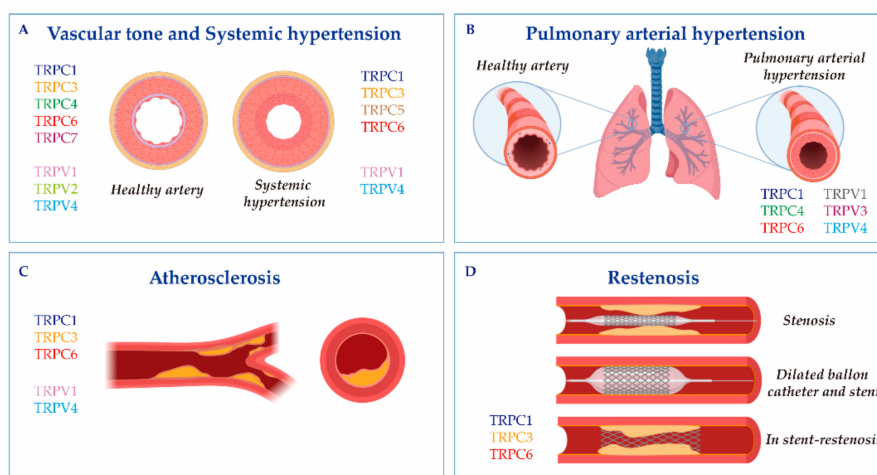 A
Vascular tone and Systemic hypertension
TRPC1
TRPC3
TRPC4
TRPC6
TRPC7
TRPV1
TRPV2
TRPV4
Healthy artery
Systemic
hypertension
TRPC1
TRPC3
TRPC5
TRPC6
TRPV1
TRPV4
B
Pulmonary arterial hypertension
Healthy artery
Pulmonary arterial
hypertension
TRPC1 TRPV1
TRPC4 TRPV3
TRPC6 TRPV4
C
Atherosclerosis
TRPC1
TRPC3
TRPC6
TRPV1
TRPV4
D
Restenosis
Stenosis
Dilated ballon
catheter and stent
TRPC1
TRPC3
TRPC6
In stent-restenosis